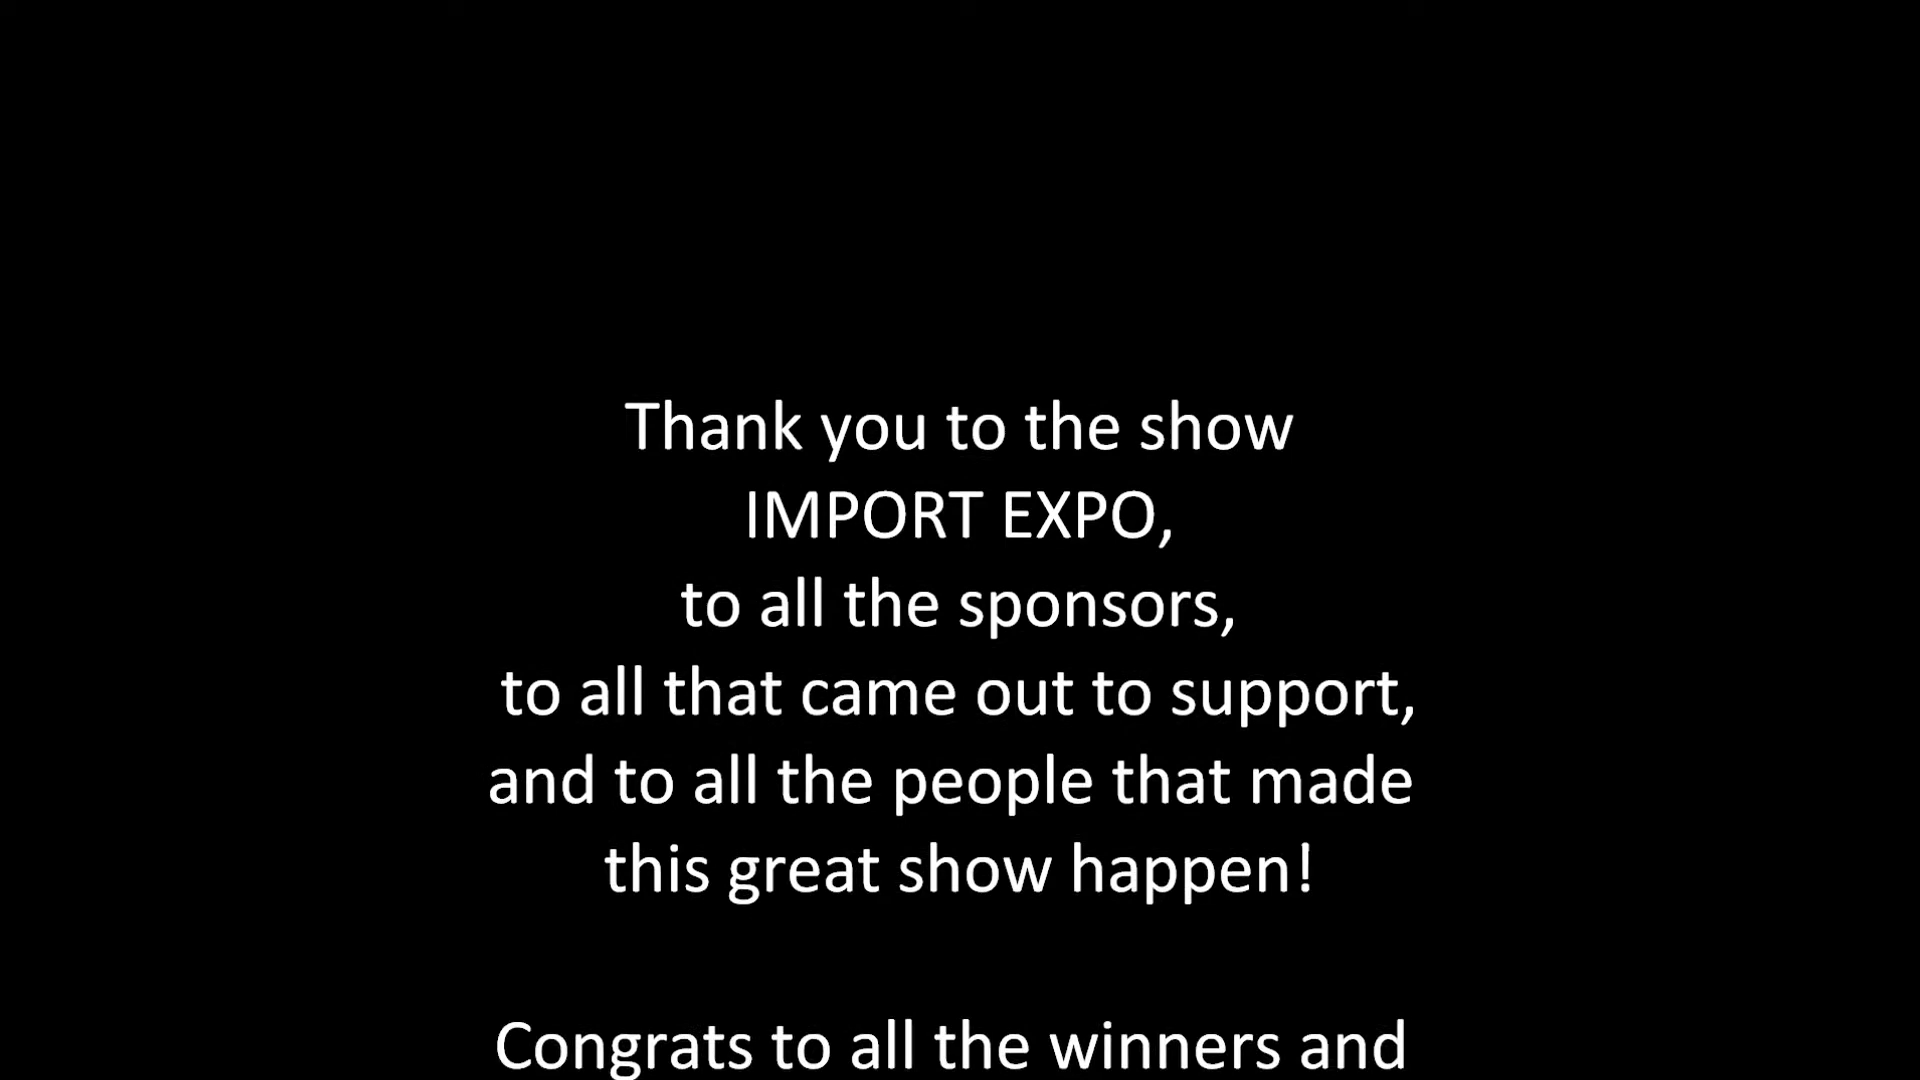 Thank you to the show
IMPORT EXPO,
to all the sponsors,
to all that came out to support,
and to all the people that made
this great show happen!
Congrats to all the winners and